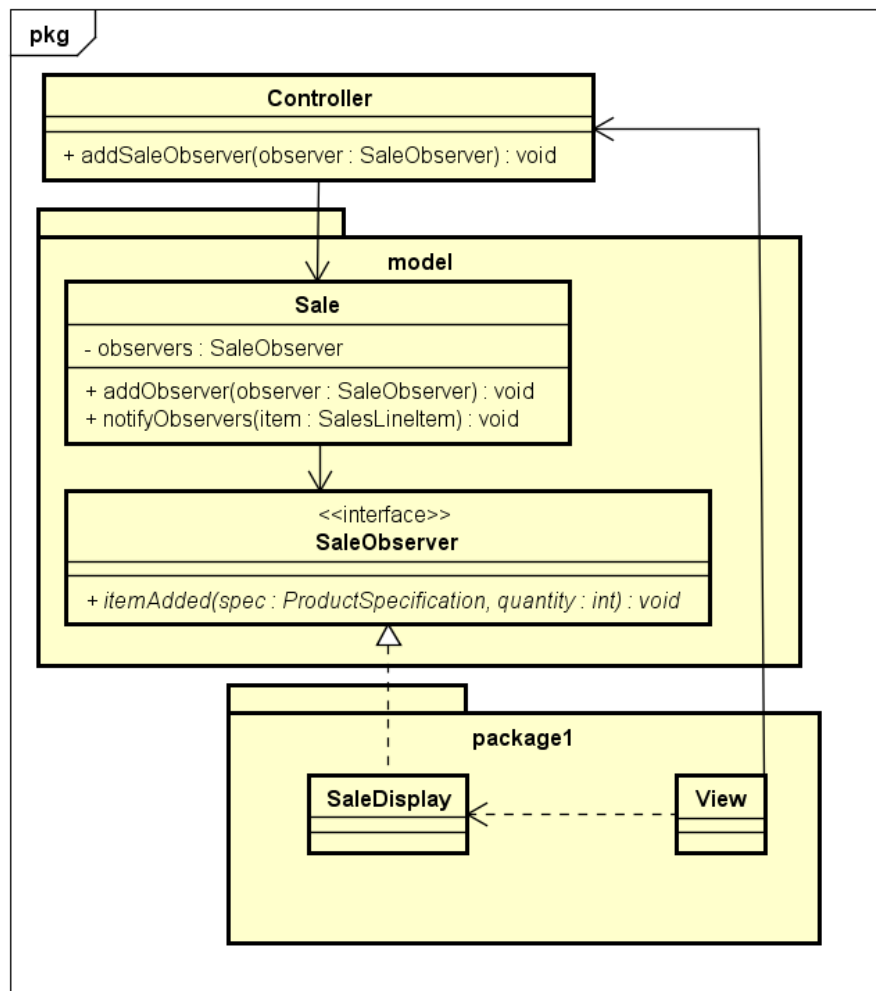 pkg
Controller
+ addSaleObserver(observer : SaleObserver) : void
model
Sale
- observers : SaleObserver
+ addObserver(observer : SaleObserver) : void
+ notifyObservers(item : SalesLineItem) : void
<<interface>>
SaleObserver
+ itemAdded(spec : ProductSpecification, quantity : int) : void
package1
SaleDisplay
View